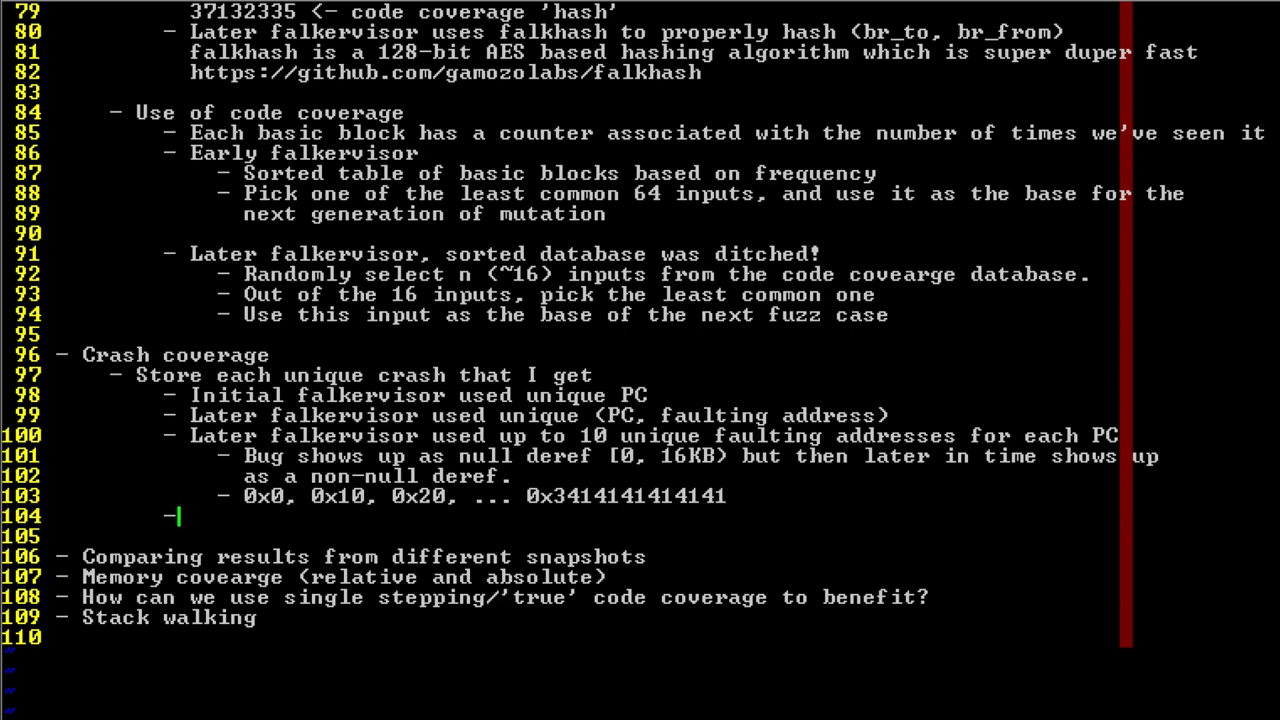 79 37132335 <- code coverage 'hash'
80 - Later falkervisor uses falkhash to properly hash (br_to, br_from)
81 falkhash is a 128-bit AES based hashing algorithm which is super duper fast
82 https://github.com/gamozolabs/falkhash
83
84 - Use of code coverage
85 - Each basic block has a counter associated with the number of times we've seen it
86 - Early falkervisor
87 - Sorted table of basic blocks based on frequency
88 - Pick one of the least common 64 inputs, and use it as the base for the
89 next generation of mutation
90
91 - Later falkervisor, sorted database was ditched!
92 - Randomly select n (~16) inputs from the code covearge database.
93 - Out of the 16 inputs, pick the least common one
94 - Use this input as the base of the next fuzz case
95
96 - Crash coverage
97 - Store each unique crash that I get
98 - Initial falkervisor used unique PC
99 - Later falkervisor used unique (PC, faulting address)
100 - Later falkervisor used up to 10 unique faulting addresses for each PC
101 - Bug shows up as null deref [0, 16KB) but then later in time shows up
102 as a non-null deref.
103 - 0x0, 0x10, 0x20, ... 0x3414141414141
104 -
105
106 - Comparing results from different snapshots
107 - Memory covearge (relative and absolute)
108 - How can we use single stepping/'true' code coverage to benefit?
109 - Stack walking
110
~
~
~
~